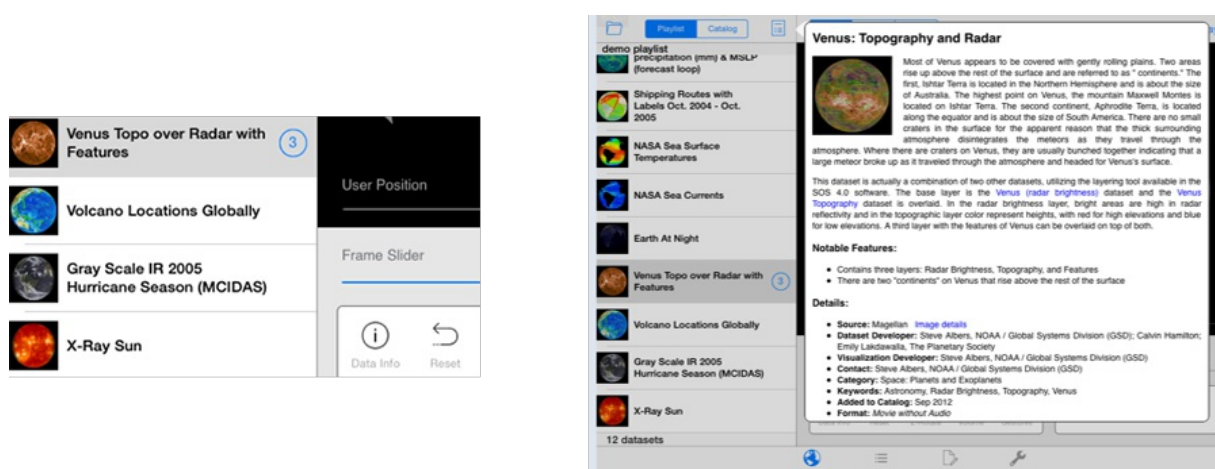 Venus Topo over Radar with
Features
3
Volcano Locations Globally
Gray Scale IR 2005
Hurricane Season (MCIDAS)
X-Ray Sun
User Position
Frame Slider
Data Info Reset
Playlist Catalog
demo playlist
precipitation (mm) & MSLP
(forecast loop)
Shipping Routes with
Labels Oct. 2004 - Oct.
2005
NASA Sea Surface
Temperatures
NASA Sea Currents
Earth At Night
Venus Topo over Radar with
Features
3
Volcano Locations Globally
Gray Scale IR 2005
Hurricane Season (MCIDAS)
X-Ray Sun
12 datasets
Venus: Topography and Radar
Most of Venus appears to be covered with gently rolling plains. Two areas
rise up above the rest of the surface and are referred to as " continents." The
first, Ishtar Terra is located in the Northern Hemisphere and is about the size
of Australia. The highest point on Venus, the mountain Maxwell Montes is
located on Ishtar Terra. The second continent, Aphrodite Terra, is located
along the equator and is about the size of South America. There are no small
craters in the surface for the apparent reason that the thick surrounding
atmosphere disintegrates the meteors as they travel through the
atmosphere. Where there are craters on Venus, they are usually bunched together indicating that a
large meteor broke up as it traveled through the atmosphere and headed for Venus's surface.
This dataset is actually a combination of two other datasets, utilizing the layering tool available in the
SOS 4.0 software. The base layer is the Venus (radar brightness) dataset and the Venus
Topography dataset is overlaid. In the radar brightness layer, bright areas are high in radar
reflectivity and in the topographic layer color represent heights, with red for high elevations and blue
for low elevations. A third layer with the features of Venus can be overlaid on top of both.
Notable Features:
• Contains three layers: Radar Brightness, Topography, and Features
• There are two "continents" on Venus that rise above the rest of the surface
Details:
• Source: Magellan Image details
• Dataset Developer: Steve Albers, NOAA / Global Systems Division (GSD); Calvin Hamilton;
Emily Lakdawalla, The Planetary Society
• Visualization Developer: Steve Albers, NOAA / Global Systems Division (GSD)
• Contact: Steve Albers, NOAA / Global Systems Division (GSD)
• Category: Space: Planets and Exoplanets
• Keywords: Astronomy, Radar Brightness, Topography, Venus
• Added to Catalog: Sep 2012
• Format: Movie without Audio